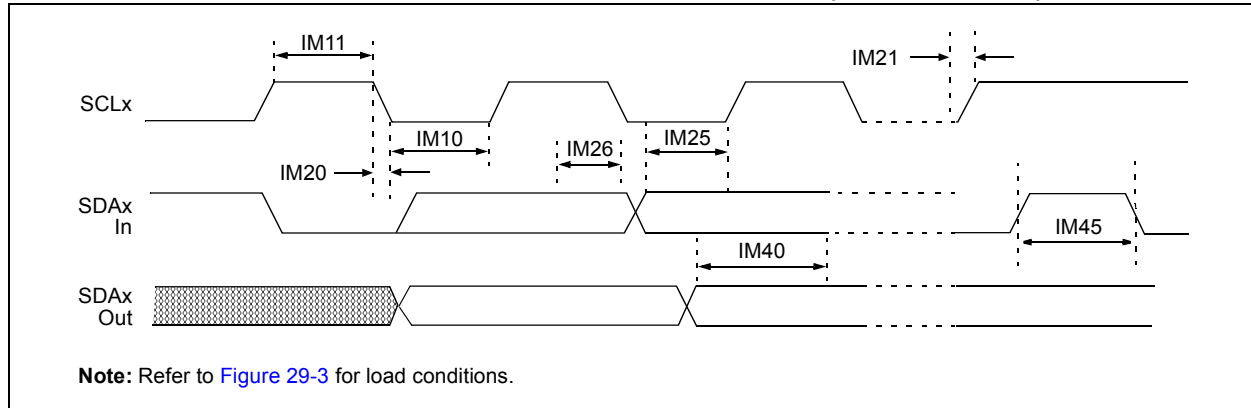 IM11
IM21
SCLx
IM10
IM26
IM25
IM20
SDAx
In
IM45
IM40
SDAx
Out
Note: Refer to Figure 29-3 for load conditions.